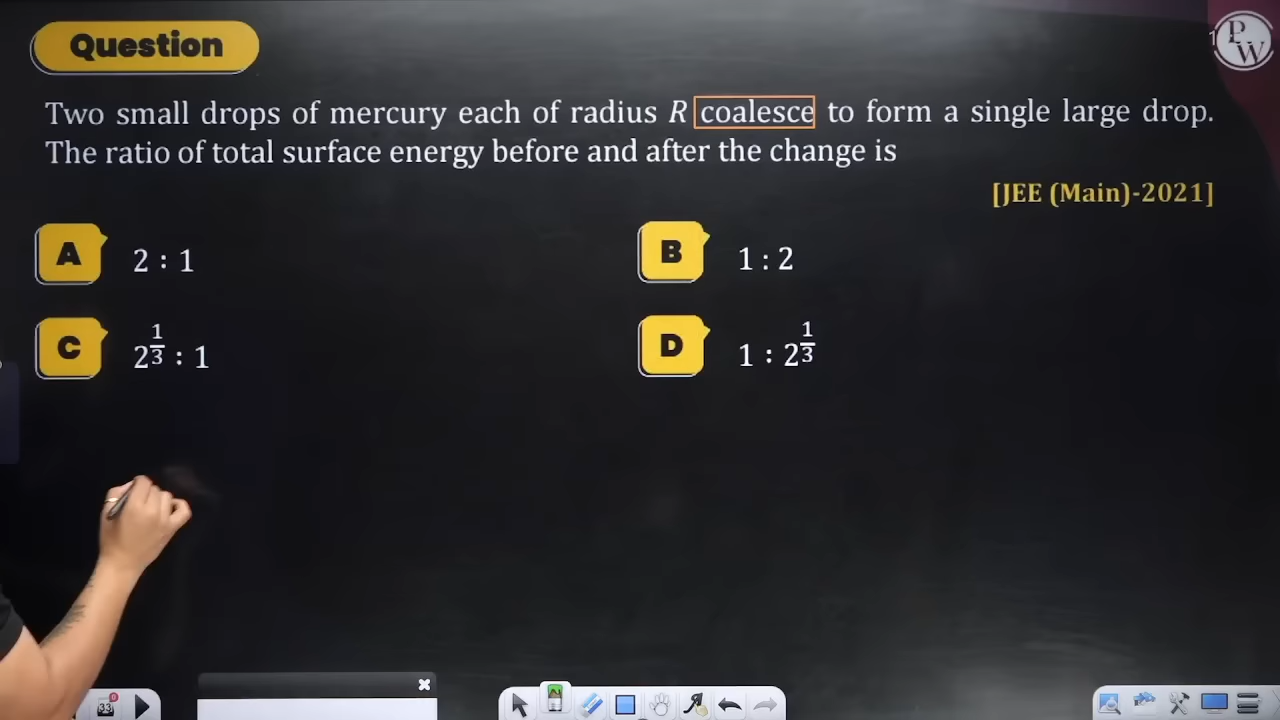 Question
PW
Two small drops of mercury each of radius R coalesce to form a single large drop.
The ratio of total surface energy before and after the change is
[JEE (Main)-2021]
A 2 : 1
B 1 : 2
C 2^{1/3} : 1
D 1 : 2^{1/3}
33